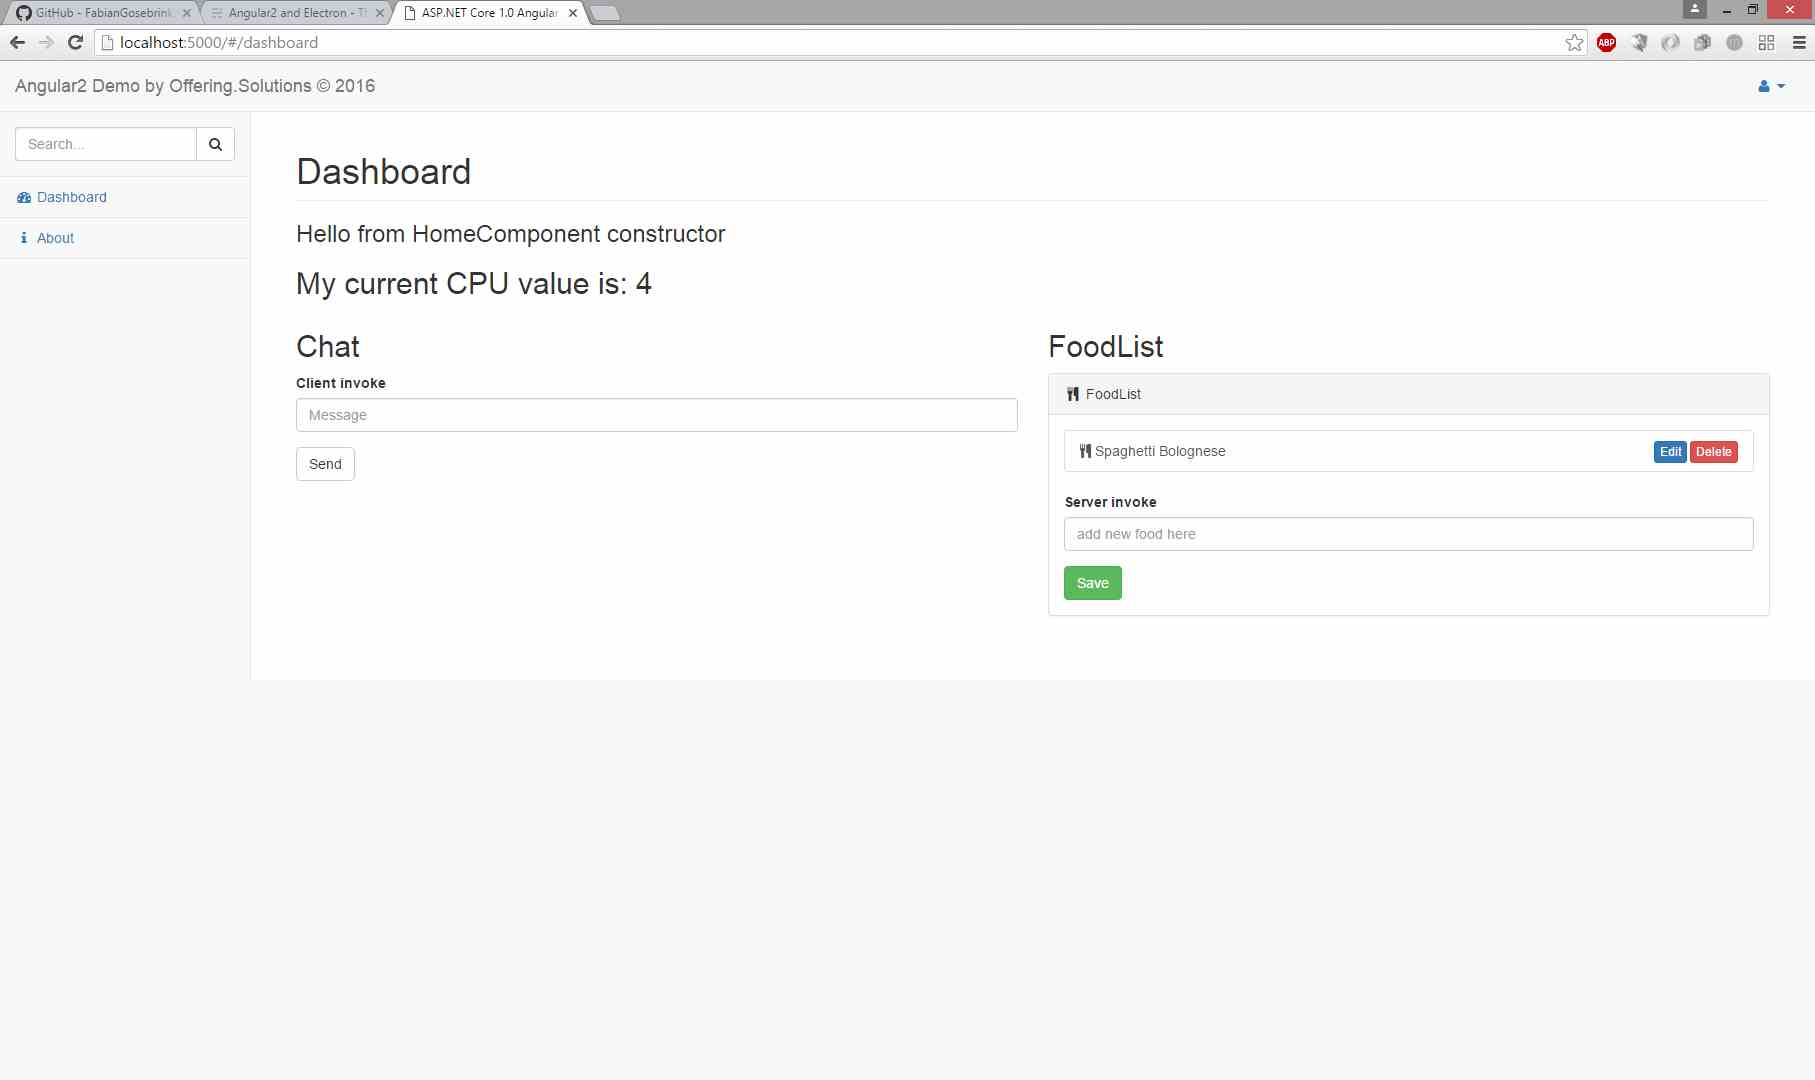 GitHub - FabianGosebrink
Angular2 and Electron - Th
ASP.NET Core 1.0 Angular
localhost:5000/#/dashboard
ABP
Angular2 Demo by Offering.Solutions © 2016
Search...
Dashboard
About
Dashboard
Hello from HomeComponent constructor
My current CPU value is: 4
Chat
Client invoke
Message
Send
FoodList
FoodList
Spaghetti Bolognese
Edit
Delete
Server invoke
add new food here
Save